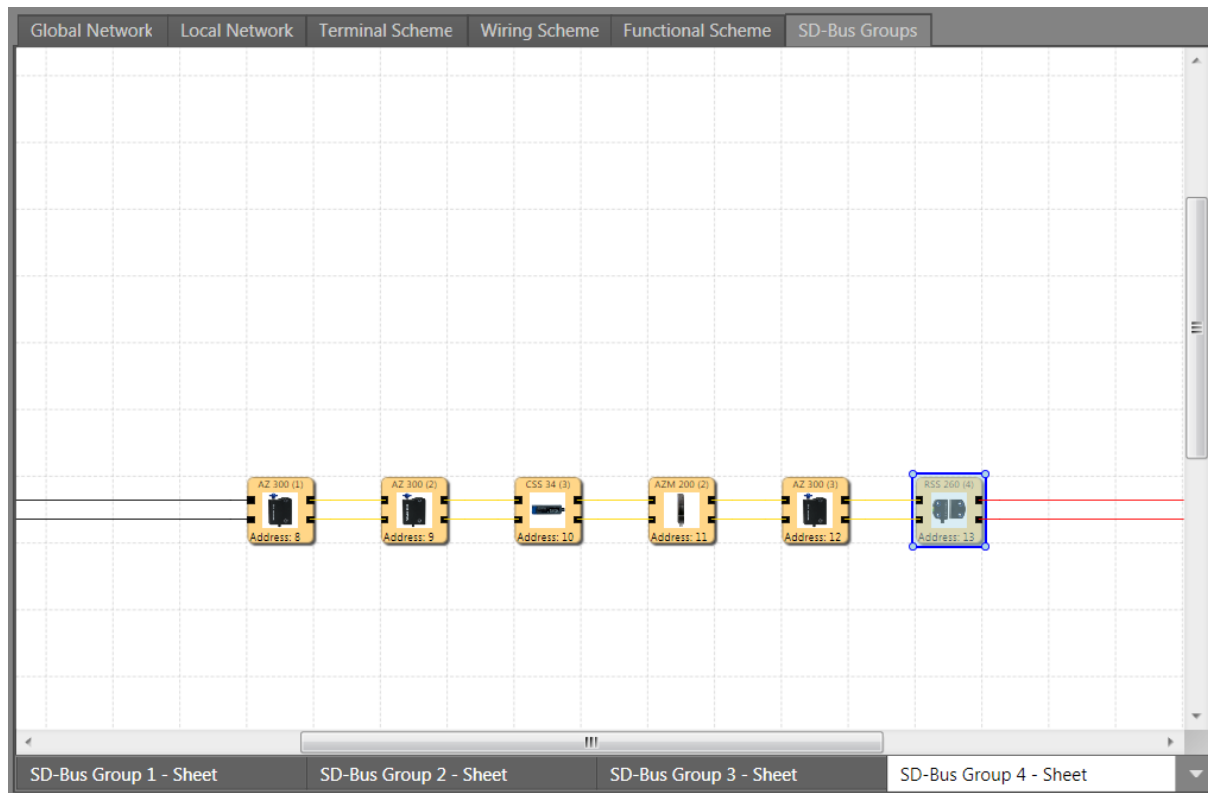 Global Network Local Network Terminal Scheme Wiring Scheme Functional Scheme SD-Bus Groups
AZ 300 (1) AZ 300 (2) CSS 34 (3) AZM 200 (2) AZ 300 (3) RSS 260 (4)
Address: 8 Address: 9 Address: 10 Address: 11 Address: 12 Address: 13
SD-Bus Group 1 - Sheet SD-Bus Group 2 - Sheet SD-Bus Group 3 - Sheet SD-Bus Group 4 - Sheet